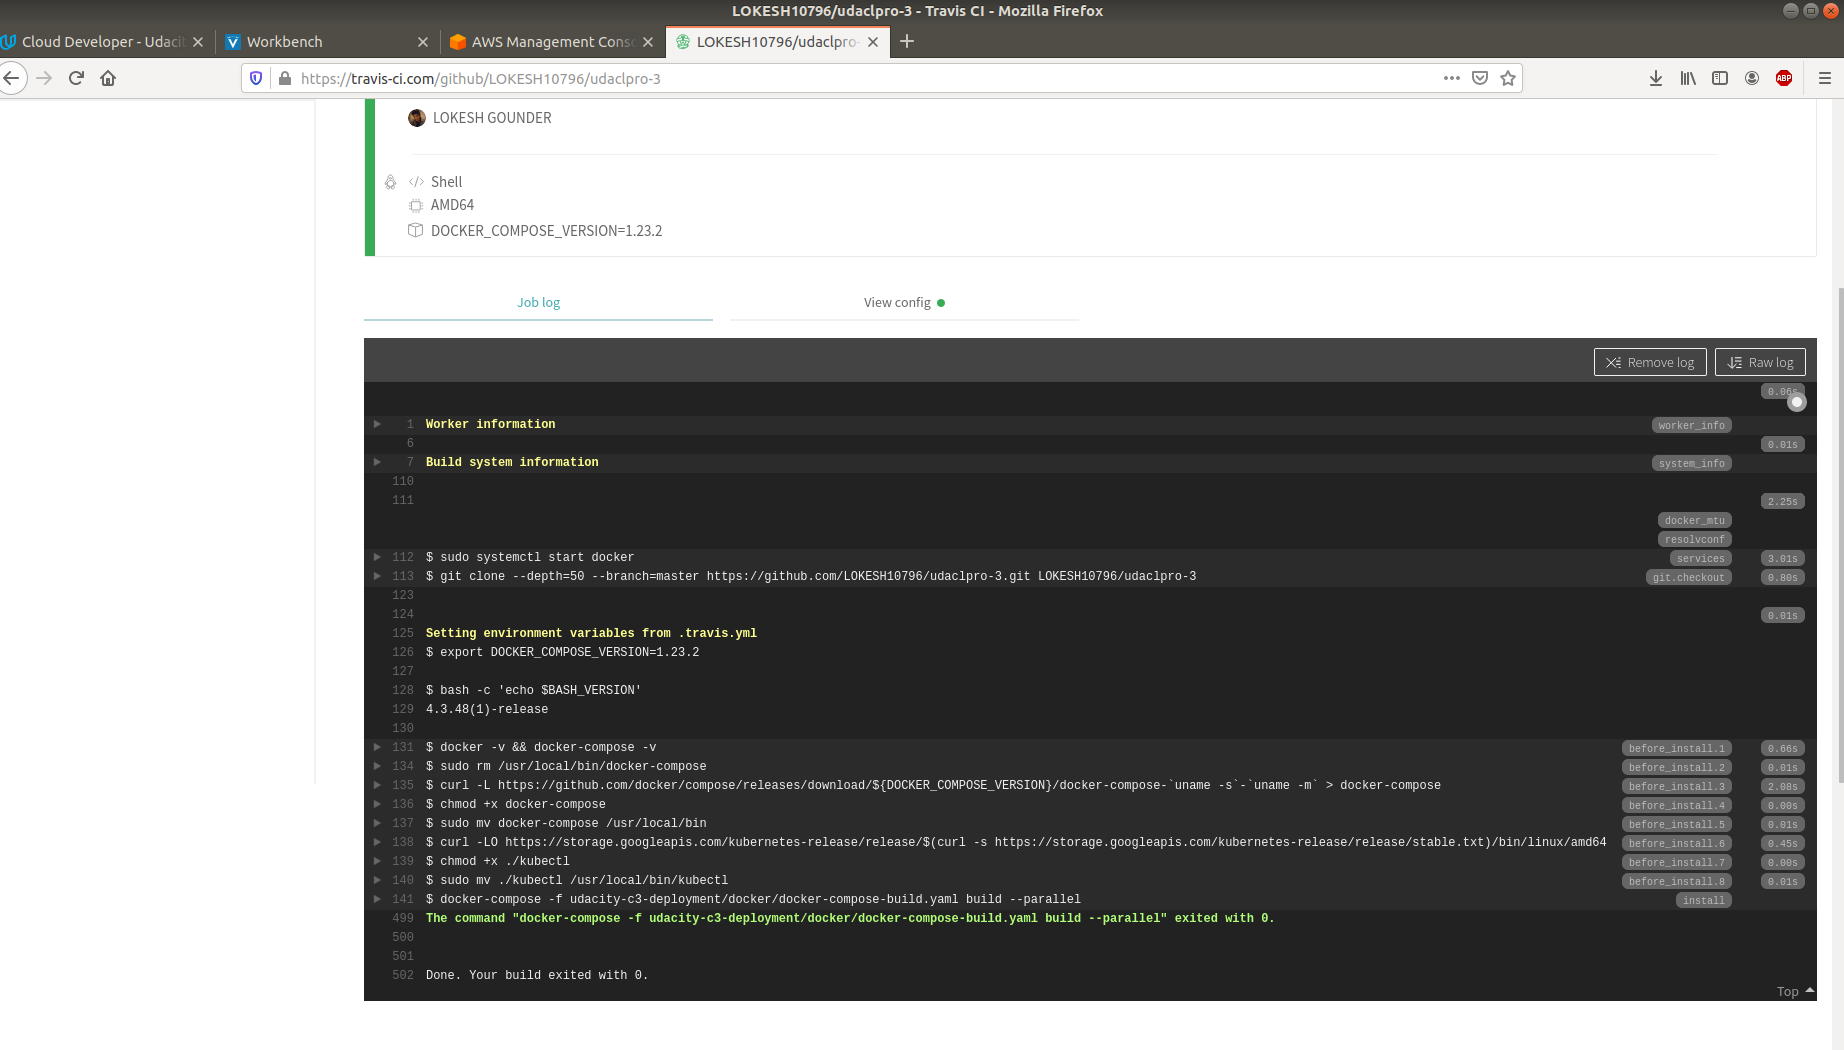 LOKESH10796/udaclpro-3 - Travis CI - Mozilla Firefox
Cloud Developer - Udacit
Workbench
AWS Management Conso
LOKESH10796/udaclpro-
https://travis-ci.com/github/LOKESH10796/udaclpro-3
ABP
LOKESH GOUNDER
</> Shell
AMD64
DOCKER_COMPOSE_VERSION=1.23.2
Job log
View config
Remove log
Raw log
0.06s
1 Worker information worker_info
6 0.01s
7 Build system information system_info
110
111 2.25s
docker_mtu
resolvconf
112 $ sudo systemctl start docker services 3.01s
113 $ git clone --depth=50 --branch=master https://github.com/LOKESH10796/udaclpro-3.git LOKESH10796/udaclpro-3 git.checkout 0.80s
123
124 0.01s
125 Setting environment variables from .travis.yml
126 $ export DOCKER_COMPOSE_VERSION=1.23.2
127
128 $ bash -c 'echo $BASH_VERSION'
129 4.3.48(1)-release
130
131 $ docker -v && docker-compose -v before_install.1 0.66s
134 $ sudo rm /usr/local/bin/docker-compose before_install.2 0.01s
135 $ curl -L https://github.com/docker/compose/releases/download/${DOCKER_COMPOSE_VERSION}/docker-compose-`uname -s`-`uname -m` > docker-compose before_install.3 2.08s
136 $ chmod +x docker-compose before_install.4 0.00s
137 $ sudo mv docker-compose /usr/local/bin before_install.5 0.01s
138 $ curl -LO https://storage.googleapis.com/kubernetes-release/release/$(curl -s https://storage.googleapis.com/kubernetes-release/release/stable.txt)/bin/linux/amd64 before_install.6 0.45s
139 $ chmod +x ./kubectl before_install.7 0.00s
140 $ sudo mv ./kubectl /usr/local/bin/kubectl before_install.8 0.01s
141 $ docker-compose -f udacity-c3-deployment/docker/docker-compose-build.yaml build --parallel install
499 The command "docker-compose -f udacity-c3-deployment/docker/docker-compose-build.yaml build --parallel" exited with 0.
500
501
502 Done. Your build exited with 0.
Top